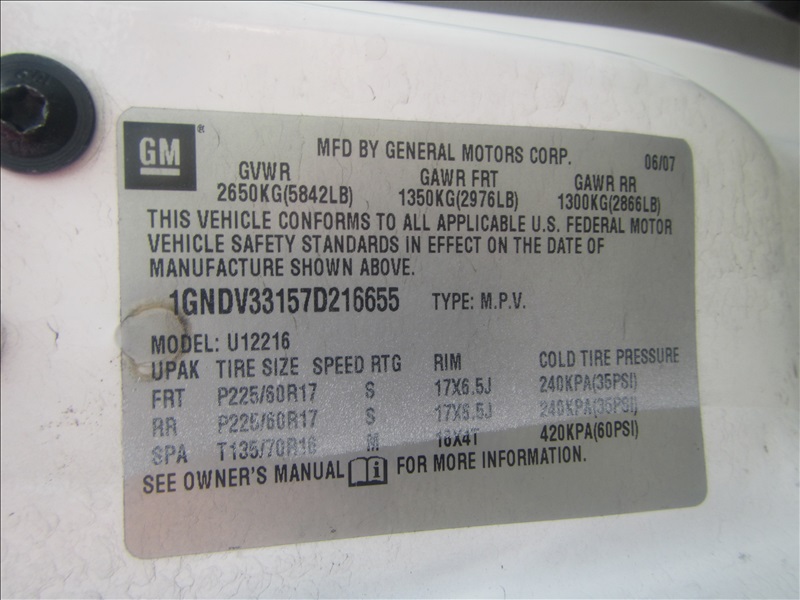 GM®
MFD BY GENERAL MOTORS CORP. 06/07
GVWR GAWR FRT GAWR RR
2650KG(5842LB) 1350KG(2976LB) 1300KG(2866LB)
THIS VEHICLE CONFORMS TO ALL APPLICABLE U.S. FEDERAL MOTOR
VEHICLE SAFETY STANDARDS IN EFFECT ON THE DATE OF
MANUFACTURE SHOWN ABOVE.
1GNDV33157D216655 TYPE: M.P.V.
MODEL: U12216
UPAK TIRE SIZE SPEED RTG RIM COLD TIRE PRESSURE
FRT P225/60R17 S 17X6.5J 240KPA(35PSI)
RR P225/60R17 S 17X6.5J 240KPA(35PSI)
SPA T135/70R16 M 16X4T 420KPA(60PSI)
SEE OWNER'S MANUAL i FOR MORE INFORMATION.